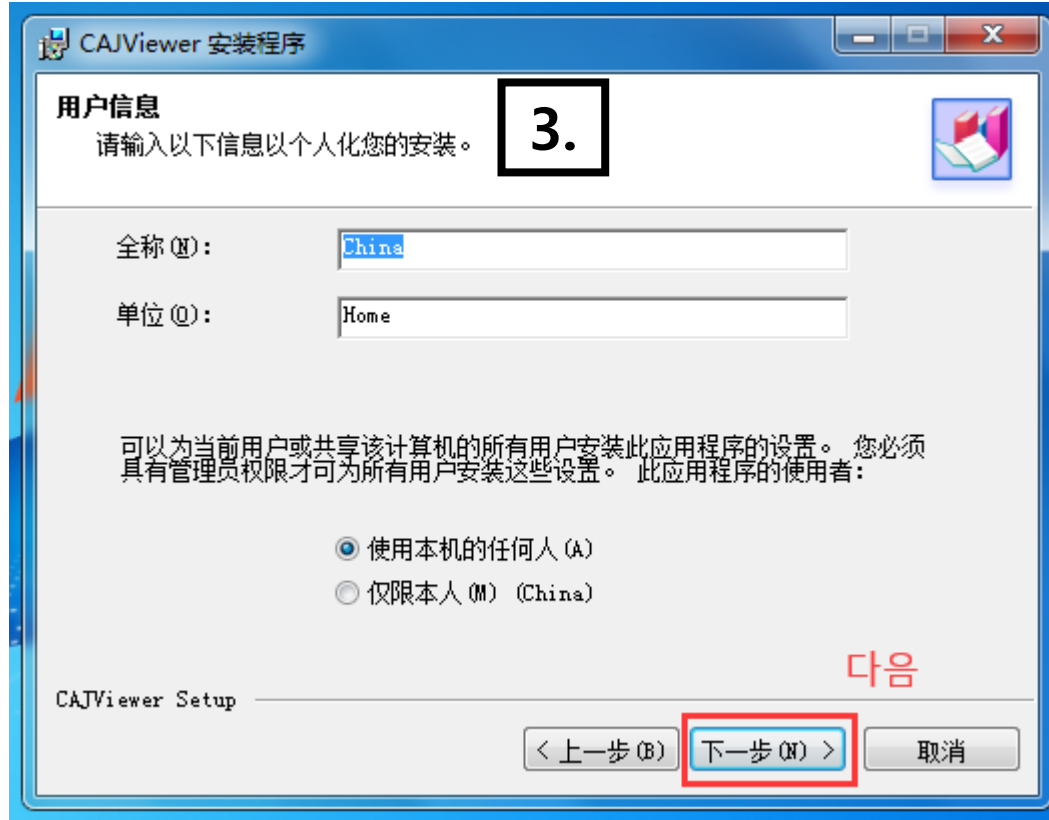 CAJViewer 安装程序
用户信息
请输入以下信息以个人化您的安装。
3.
全称(N):
China
单位(O):
Home
可以为当前用户或共享该计算机的所有用户安装此应用程序的设置。 您必须
具有管理员权限才可为所有用户安装这些设置。 此应用程序的使用者:
使用本机的任何人(A)
仅限本人(M) (China)
다음
CAJViewer Setup
< 上一步(B)
下一步(N) >
取消